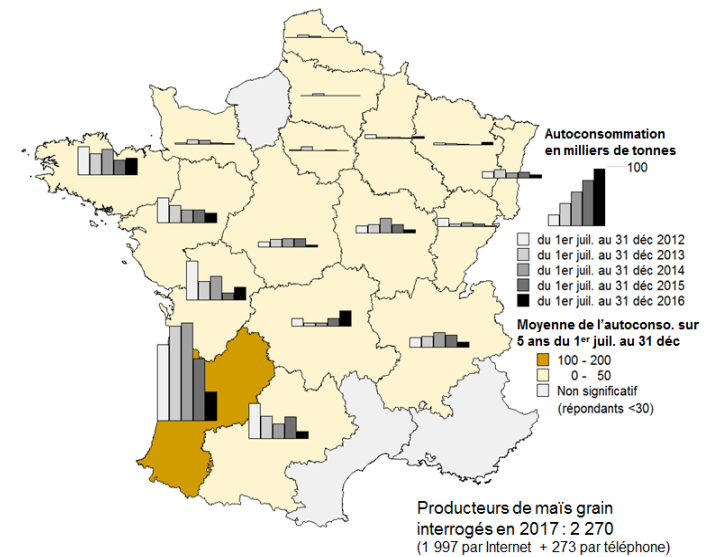 Autoconsommation
en milliers de tonnes
100
du 1er juil. au 31 déc 2012
du 1er juil. au 31 déc 2013
du 1er juil. au 31 déc 2014
du 1er juil. au 31 déc 2015
du 1er juil. au 31 déc 2016
Moyenne de l'autoconso. sur
5 ans du 1er juil. au 31 déc
100 - 200
0 - 50
Non significatif
(répondants <30)
Producteurs de maïs grain
interrogés en 2017 : 2 270
(1 997 par Internet + 273 par téléphone)